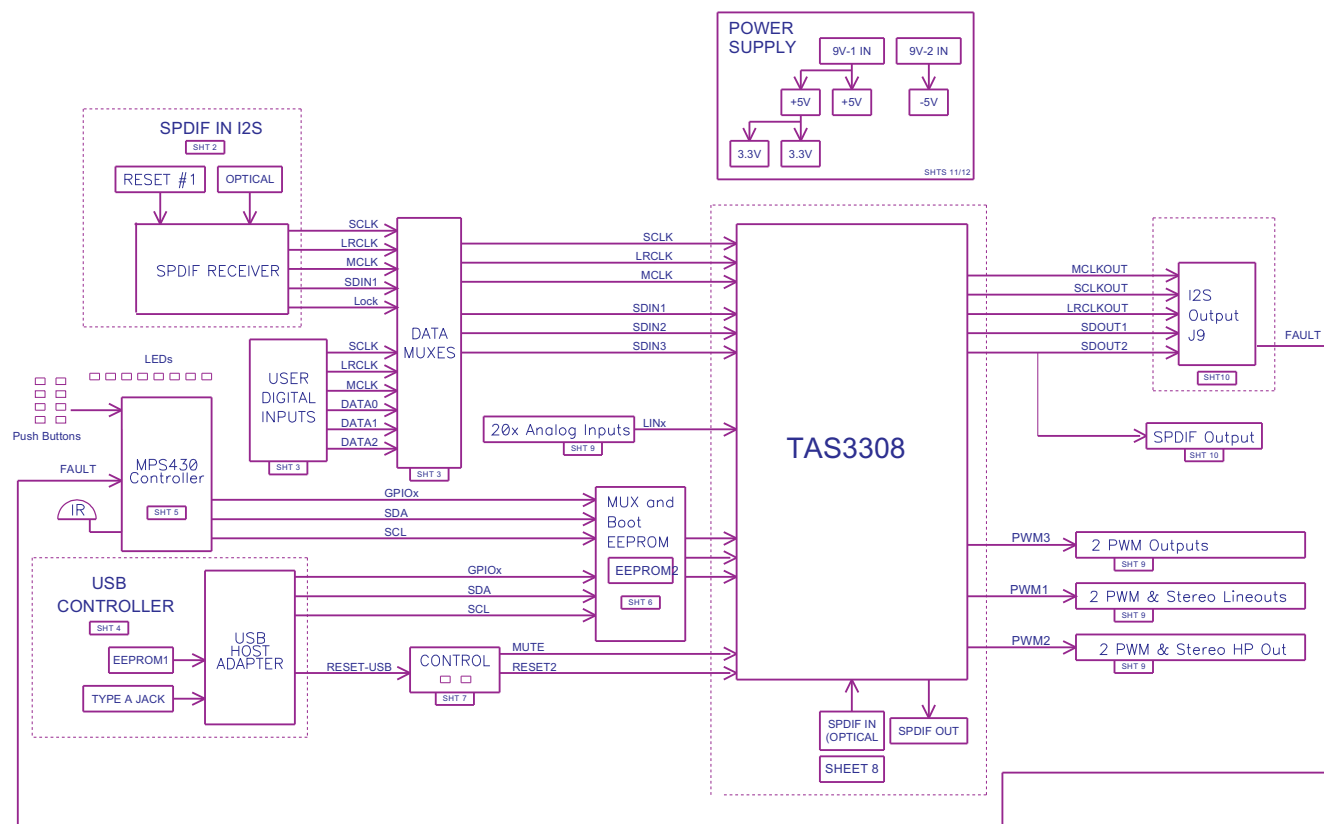 POWER
SUPPLY
9V-1 IN
9V-2 IN
+5V
+5V
-5V
3.3V
3.3V
SHTS 11/12
SPDIF IN I2S
SHT 2
RESET #1
OPTICAL
SPDIF RECEIVER
SCLK
LRCLK
MCLK
SDIN1
Lock
DATA
MUXES
SHT 3
SCLK
LRCLK
MCLK
SDIN1
SDIN2
SDIN3
USER
DIGITAL
INPUTS
SHT 3
SCLK
LRCLK
MCLK
DATA0
DATA1
DATA2
LEDs
Push Buttons
FAULT
IR
MPS430
Controller
SHT 5
GPIOx
SDA
SCL
20x Analog Inputs
SHT 9
LINx
MUX and
Boot
EEPROM
EEPROM2
SHT 6
USB
CONTROLLER
SHT 4
EEPROM1
TYPE A JACK
USB
HOST
ADAPTER
GPIOx
SDA
SCL
RESET-USB
CONTROL
SHT 7
MUTE
RESET2
TAS3308
SPDIF IN
(OPTICAL
SPDIF OUT
SHEET 8
MCLKOUT
SCLKOUT
LRCLKOUT
SDOUT1
SDOUT2
I2S
Output
J9
SHT10
FAULT
SPDIF Output
SHT 10
PWM3
2 PWM Outputs
SHT 9
PWM1
2 PWM & Stereo Lineouts
SHT 9
PWM2
2 PWM & Stereo HP Out
SHT 9